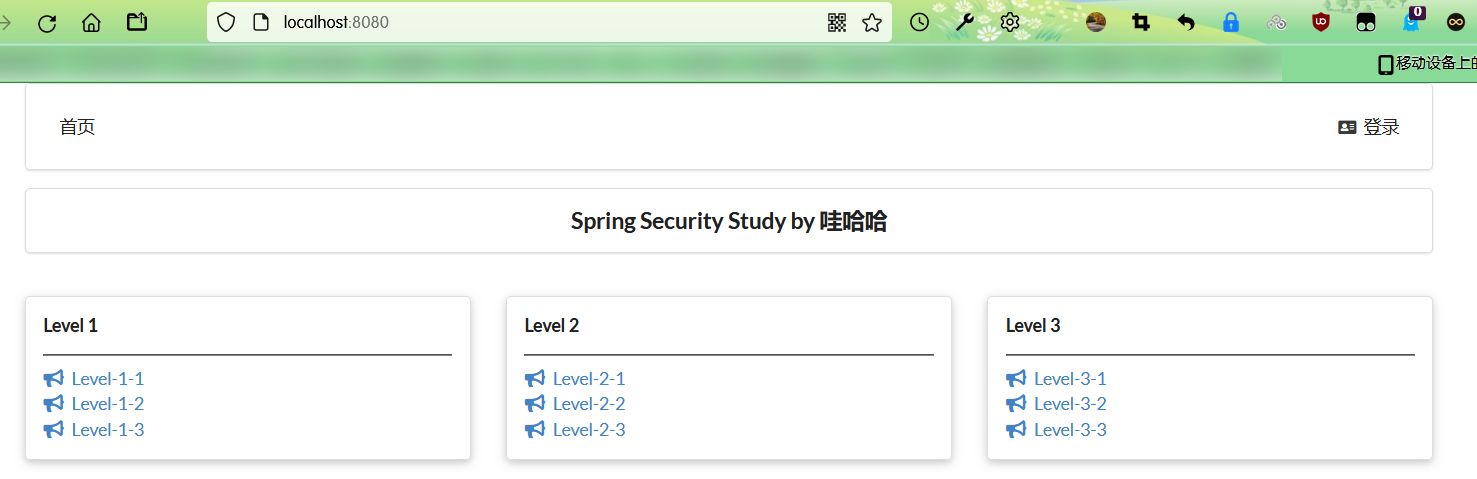 localhost:8080
0
移动设备上的
首页
登录
Spring Security Study by 哇哈哈
Level 1
Level-1-1
Level-1-2
Level-1-3
Level 2
Level-2-1
Level-2-2
Level-2-3
Level 3
Level-3-1
Level-3-2
Level-3-3